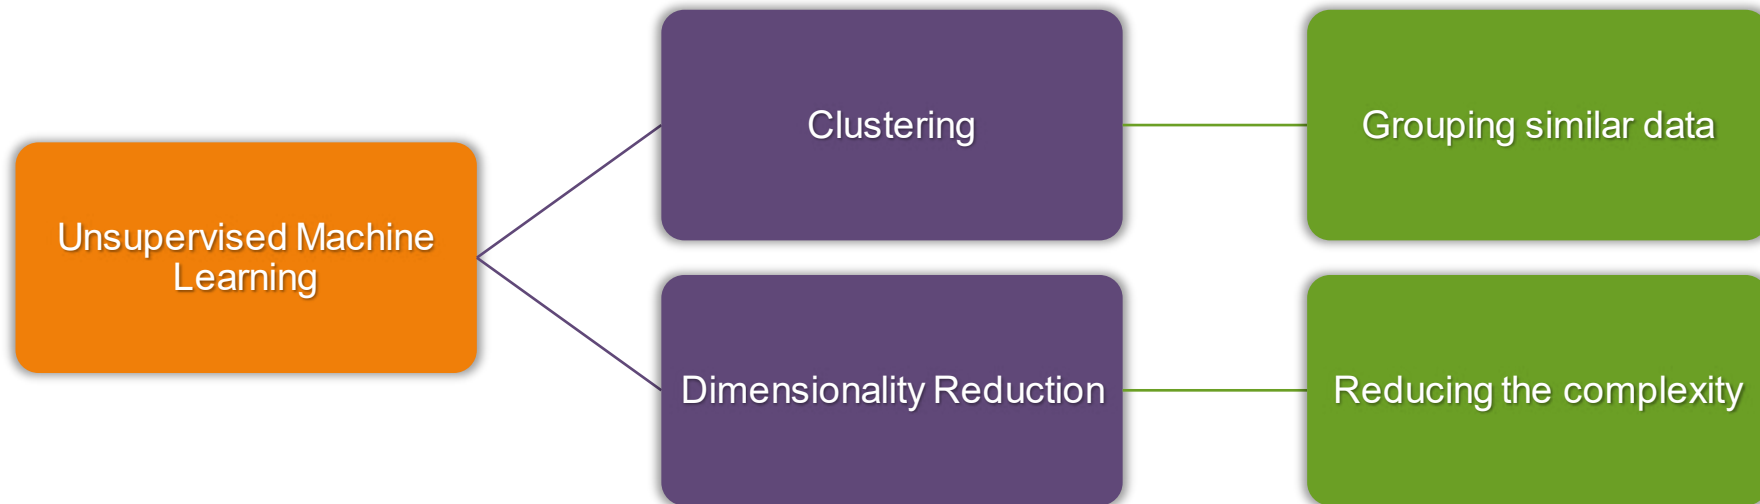 Unsupervised Machine
Learning
Clustering
Grouping similar data
Dimensionality Reduction
Reducing the complexity